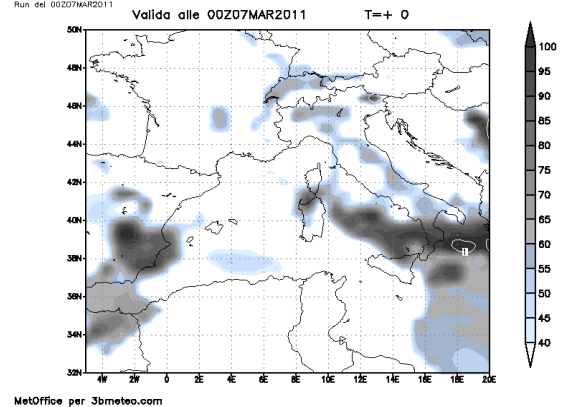 Run del 00Z07MAR2011
Valida alle 00Z07MAR2011 T=+ 0
50N
48N
46N
44N
42N
40N
38N
36N
34N
32N
4W 2W 0 2E 4E 6E 8E 10E 12E 14E 16E 18E 20E
100
95
90
85
80
75
70
65
60
55
50
45
40
1
MetOffice per 3bmeteo.com